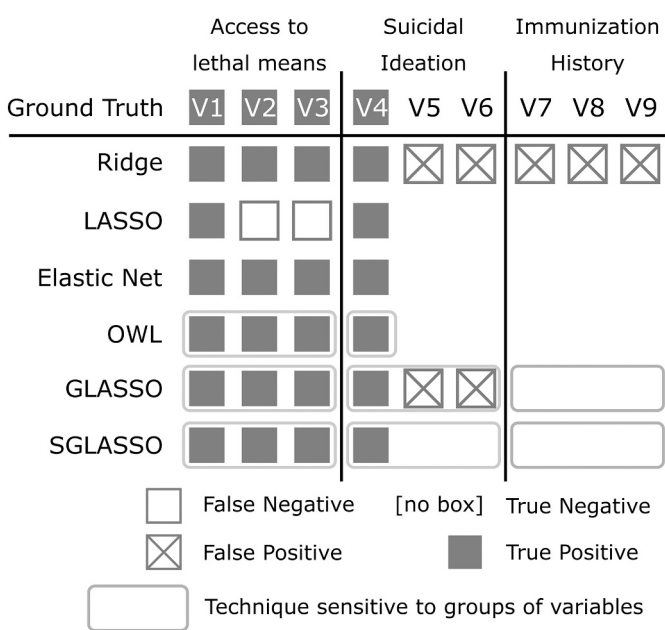 Access to Suicidal Immunization
lethal means Ideation History
Ground Truth V1 V2 V3 V4 V5 V6 V7 V8 V9
Ridge
LASSO
Elastic Net
OWL
GLASSO
SGLASSO
False Negative [no box] True Negative
False Positive True Positive
Technique sensitive to groups of variables